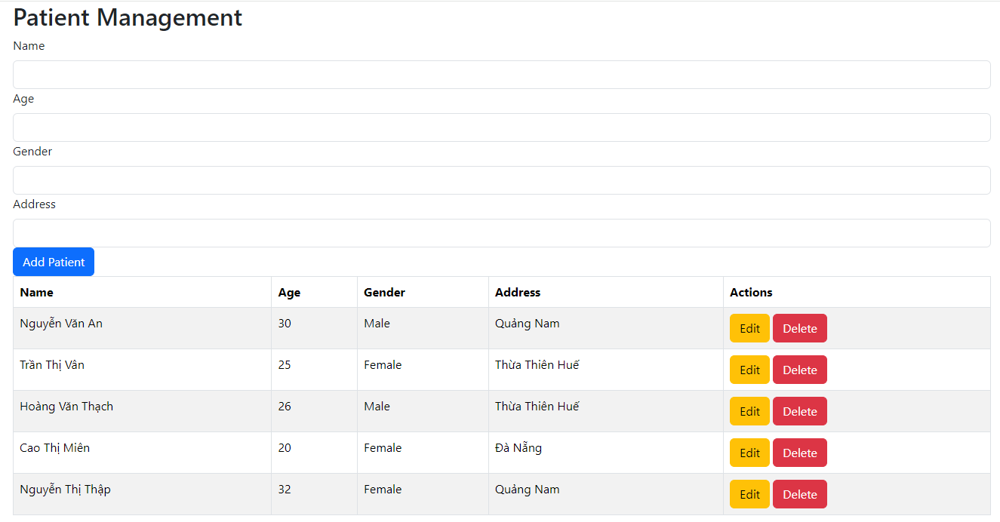 Patient Management
Name
Age
Gender
Address
Add Patient
Name Age Gender Address Actions
Nguyễn Văn An 30 Male Quảng Nam Edit Delete
Trần Thị Vân 25 Female Thừa Thiên Huế Edit Delete
Hoàng Văn Thạch 26 Male Thừa Thiên Huế Edit Delete
Cao Thị Miên 20 Female Đà Nẵng Edit Delete
Nguyễn Thị Thập 32 Female Quảng Nam Edit Delete